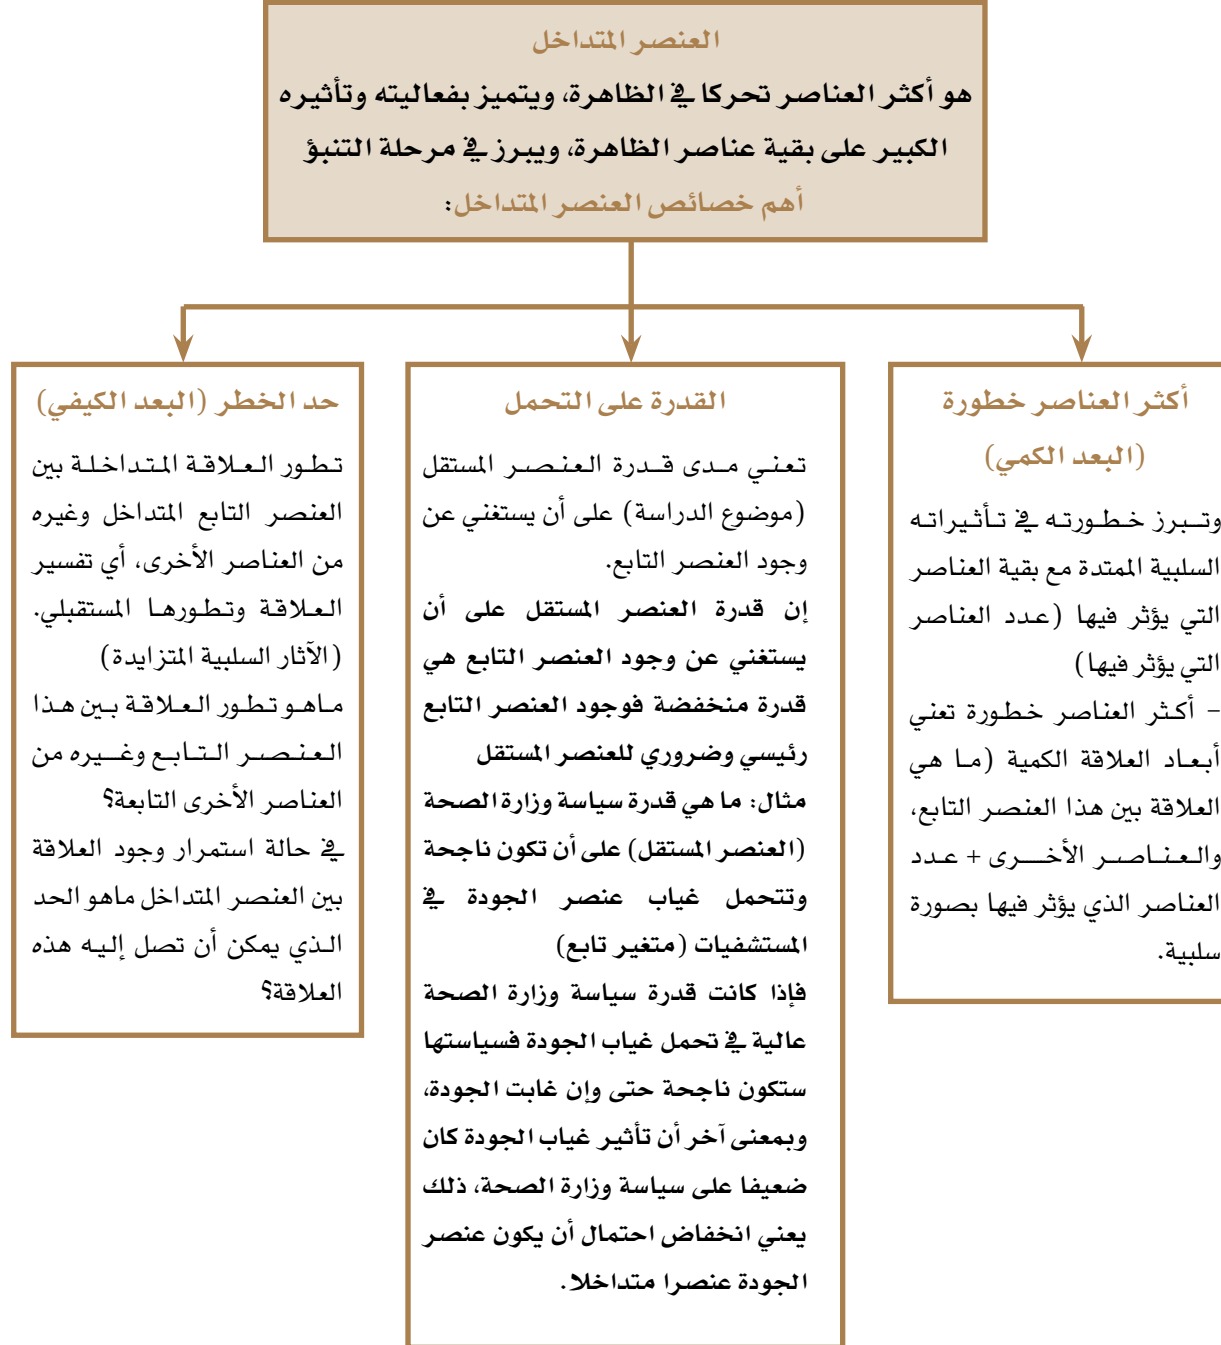 العنصر المتداخل
هو أكثر العناصر تحركا في الظاهرة، ويتميز بفعاليته وتأثيره
الكبير على بقية عناصر الظاهرة، ويبرز في مرحلة التنبؤ
أهم خصائص العنصر المتداخل:
أكثر العناصر خطورة
(البعد الكمي)
وتبرز خطورته في تأثيراته
السلبية الممتدة مع بقية العناصر
التي يؤثر فيها (عدد العناصر
التي يؤثر فيها)
– أكثر العناصر خطورة تعني
أبعاد العلاقة الكمية (ما هي
العلاقة بين هذا العنصر التابع،
والعناصر الأخرى + عدد
العناصر الذي يؤثر فيها بصورة
سلبية.
القدرة على التحمل
تعني مدى قدرة العنصر المستقل
(موضوع الدراسة) على أن يستغني عن
وجود العنصر التابع.
إن قدرة العنصر المستقل على أن
يستغني عن وجود العنصر التابع هي
قدرة منخفضة فوجود العنصر التابع
رئيسي وضروري للعنصر المستقل
مثال: ما هي قدرة سياسة وزارة الصحة
(العنصر المستقل) على أن تكون ناجحة
وتتحمل غياب عنصر الجودة في
المستشفيات (متغير تابع)
فإذا كانت قدرة سياسة وزارة الصحة
عالية في تحمل غياب الجودة فسياستها
ستكون ناجحة حتى وإن غابت الجودة،
وبمعنى آخر أن تأثير غياب الجودة كان
ضعيفا على سياسة وزارة الصحة، ذلك
يعني انخفاض احتمال أن يكون عنصر
الجودة عنصرا متداخلا.
حد الخطر (البعد الكيفي)
تطور العلاقة المتداخلة بين
العنصر التابع المتداخل وغيره
من العناصر الأخرى، أي تفسير
العلاقة وتطورها المستقبلي.
(الآثار السلبية المتزايدة)
ماهو تطور العلاقة بين هذا
العنصر التابع وغيره من
العناصر الأخرى التابعة؟
في حالة استمرار وجود العلاقة
بين العنصر المتداخل ماهو الحد
الذي يمكن أن تصل إليه هذه
العلاقة؟